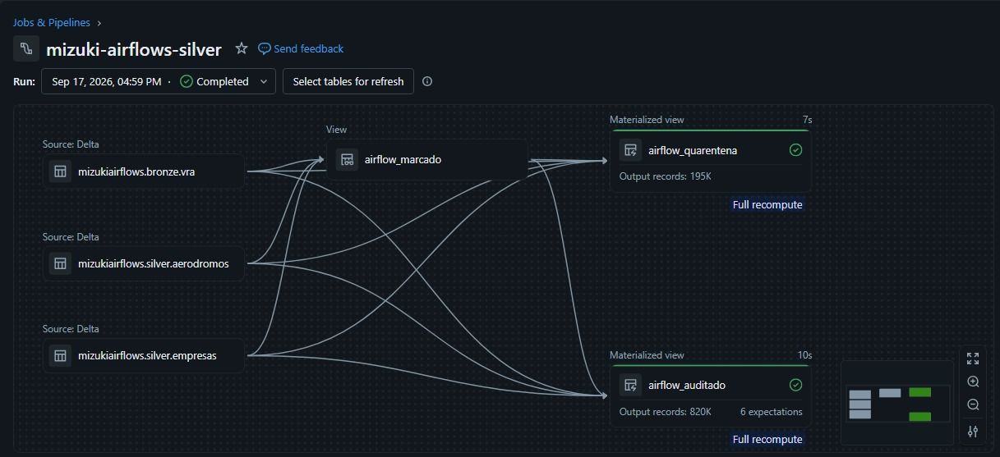 Jobs & Pipelines
mizuki-airflows-silver
Send feedback
Run:
Sep 17, 2026, 04:59 PM · Completed
Select tables for refresh
Source: Delta
mizukiairflows.bronze.vra
Source: Delta
mizukiairflows.silver.aerodromos
Source: Delta
mizukiairflows.silver.empresas
View
airflow_marcado
Materialized view 7s
airflow_quarentena
Output records: 195K
Full recompute
Materialized view 10s
airflow_auditado
Output records: 820K 6 expectations
Full recompute